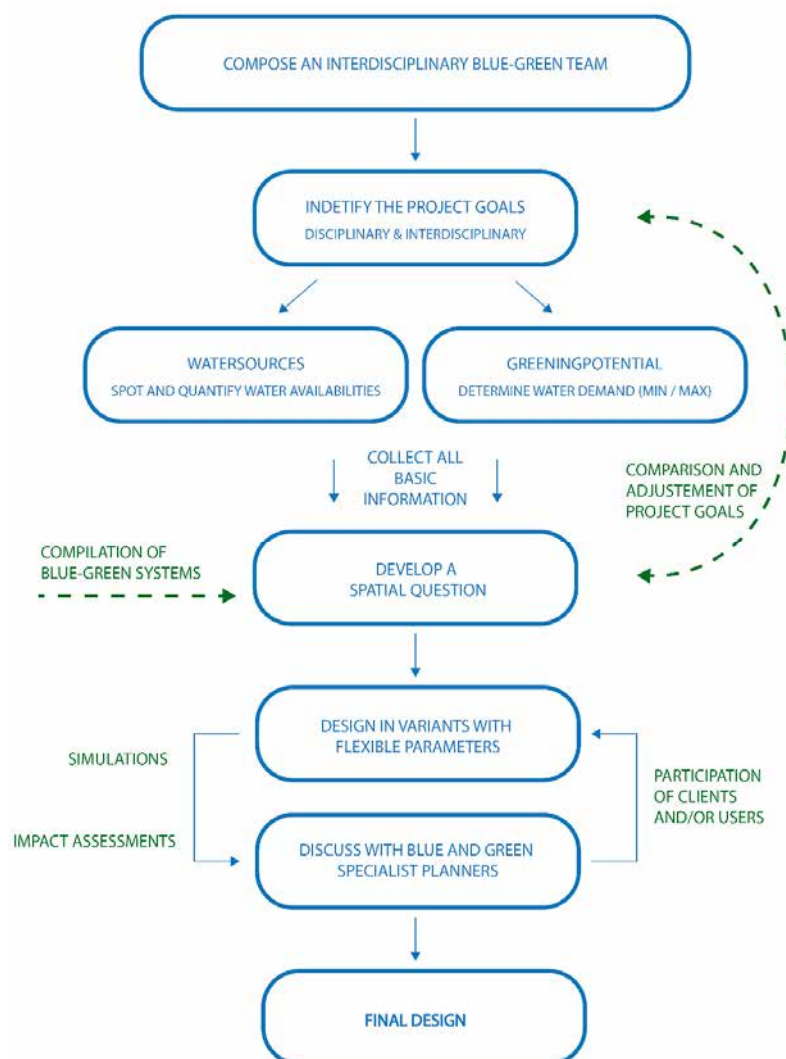 COMPOSE AN INTERDISCIPLINARY BLUE-GREEN TEAM
INDETIFY THE PROJECT GOALS
DISCIPLINARY & INTERDISCIPLINARY
WATERSOURCES
SPOT AND QUANTIFY WATER AVAILABILITIES
GREENINGPOTENTIAL
DETERMINE WATER DEMAND (MIN / MAX)
COLLECT ALL
BASIC
INFORMATION
COMPARISON AND
ADJUSTEMENT OF
PROJECT GOALS
COMPILATION OF
BLUE-GREEN SYSTEMS
DEVELOP A
SPATIAL QUESTION
DESIGN IN VARIANTS WITH
FLEXIBLE PARAMETERS
SIMULATIONS
IMPACT ASSESSMENTS
PARTICIPATION
OF CLIENTS
AND/OR USERS
DISCUSS WITH BLUE AND GREEN
SPECIALIST PLANNERS
FINAL DESIGN